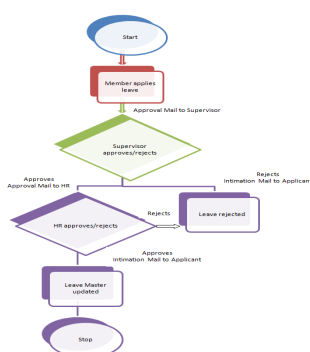 Start
Member applies
leave
Approval Mail to Supervisor
Supervisor
approves/rejects
Approves
Approval Mail to HR
Rejects
Intimation Mail to Applican
HR approves/rejects
Rejects
Leave rejected
Approves
Intimation Mail to Applicant
Leave Master
updated
Stop